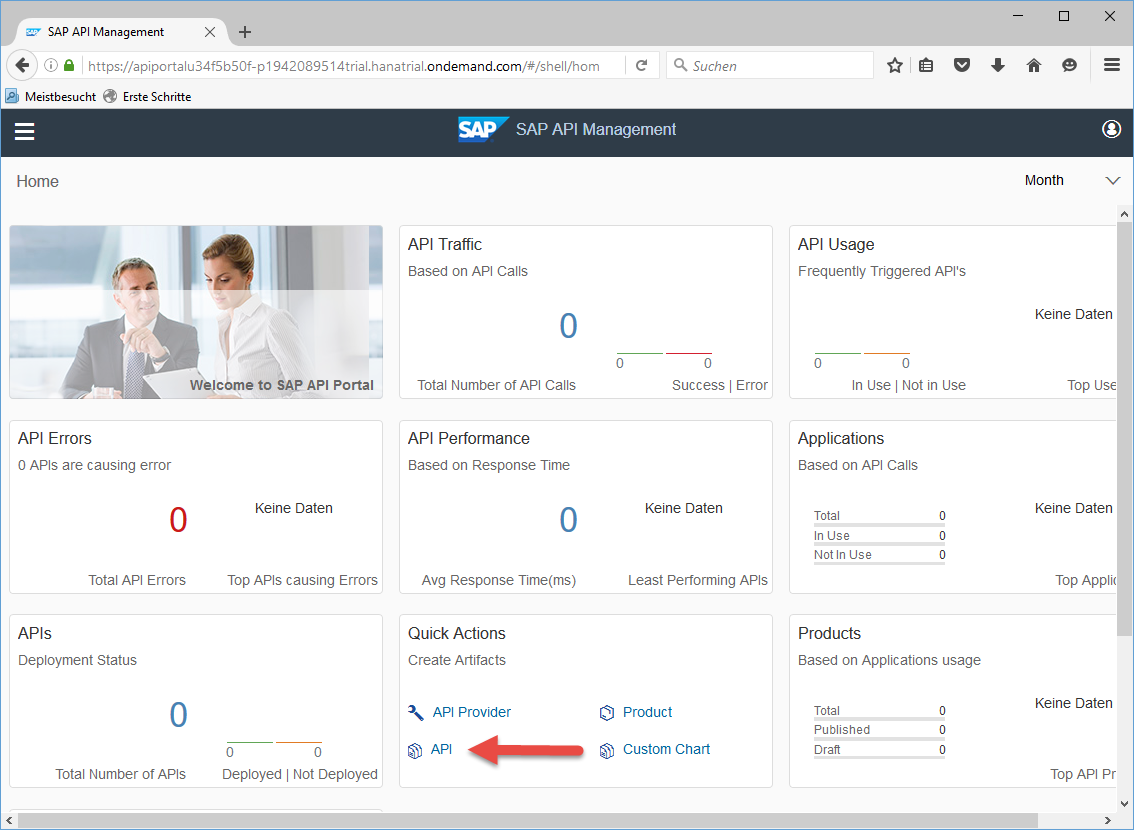 SAP SAP API Management
https://apiportalu34f5b50f-p1942089514trial.hanatrial.ondemand.com/#/shell/hom
Suchen
Meistbesucht Erste Schritte
SAP SAP API Management
Home
Month
Welcome to SAP API Portal
API Traffic
Based on API Calls
0
0 0
Total Number of API Calls Success | Error
API Usage
Frequently Triggered API's
Keine Daten
0 0
In Use | Not in Use Top Use
API Errors
0 APIs are causing error
0
Keine Daten
Total API Errors Top APIs causing Errors
API Performance
Based on Response Time
0
Keine Daten
Avg Response Time(ms) Least Performing APIs
Applications
Based on API Calls
Keine Daten
Total 0
In Use 0
Not In Use 0
Top Applic
APIs
Deployment Status
0
0 0
Total Number of APIs Deployed | Not Deployed
Quick Actions
Create Artifacts
API Provider Product
API Custom Chart
Products
Based on Applications usage
Keine Daten
Total 0
Published 0
Draft 0
Top API Pr